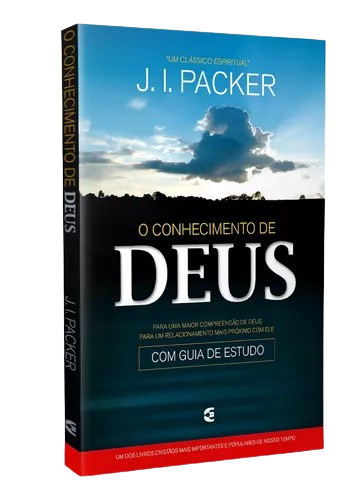 "UM CLÁSSICO ESPIRITUAL"
J. I. PACKER
O CONHECIMENTO DE
DEUS
PARA UMA MAIOR COMPREENSÃO DE DEUS
PARA UM RELACIONAMENTO MAIS PRÓXIMO COM ELE
COM GUIA DE ESTUDO
UM DOS LIVROS CRISTÃOS MAIS IMPORTANTES E POPULARES DE NOSSO TEMPO
O CONHECIMENTO DE
DEUS
J. I. PACKER